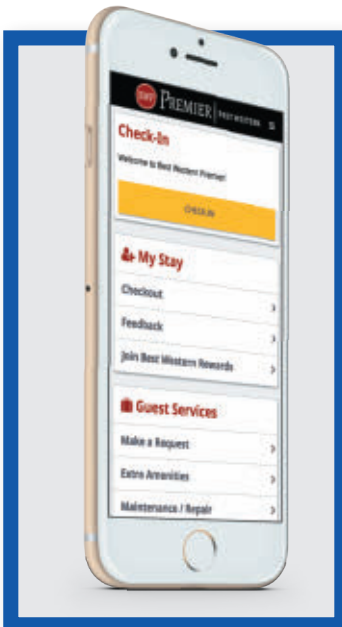 BWP PREMIER | BEST WESTERN
Check-In
Welcome to Best Western Premier!
CHECK-IN
My Stay
Checkout
Feedback
Join Best Western Rewards
Guest Services
Make a Request
Extra Amenities
Maintenance / Repair